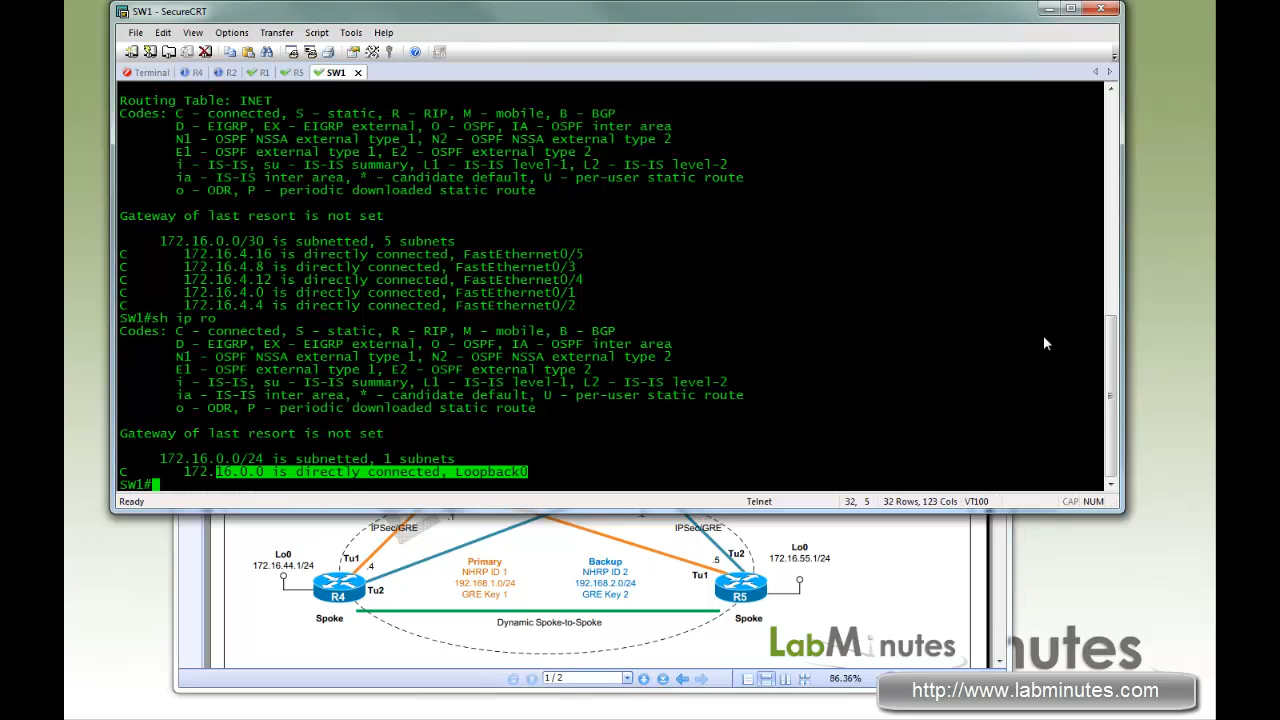 SW1 - SecureCRT
File Edit View Options Transfer Script Tools Help
Terminal R4 R2 R1 R5 SW1
Routing Table: INET
Codes: C - connected, S - static, R - RIP, M - mobile, B - BGP
D - EIGRP, EX - EIGRP external, O - OSPF, IA - OSPF inter area
N1 - OSPF NSSA external type 1, N2 - OSPF NSSA external type 2
E1 - OSPF external type 1, E2 - OSPF external type 2
i - IS-IS, su - IS-IS summary, L1 - IS-IS level-1, L2 - IS-IS level-2
ia - IS-IS inter area, * - candidate default, U - per-user static route
o - ODR, P - periodic downloaded static route
Gateway of last resort is not set
172.16.0.0/30 is subnetted, 5 subnets
C 172.16.4.16 is directly connected, FastEthernet0/5
C 172.16.4.8 is directly connected, FastEthernet0/3
C 172.16.4.12 is directly connected, FastEthernet0/4
C 172.16.4.0 is directly connected, FastEthernet0/1
C 172.16.4.4 is directly connected, FastEthernet0/2
SW1#sh ip ro
Codes: C - connected, S - static, R - RIP, M - mobile, B - BGP
D - EIGRP, EX - EIGRP external, O - OSPF, IA - OSPF inter area
N1 - OSPF NSSA external type 1, N2 - OSPF NSSA external type 2
E1 - OSPF external type 1, E2 - OSPF external type 2
i - IS-IS, su - IS-IS summary, L1 - IS-IS level-1, L2 - IS-IS level-2
ia - IS-IS inter area, * - candidate default, U - per-user static route
o - ODR, P - periodic downloaded static route
Gateway of last resort is not set
172.16.0.0/24 is subnetted, 1 subnets
C 172.16.0.0 is directly connected, Loopback0
SW1#
Ready Telnet 32, 5 32 Rows, 123 Cols VT100 CAP NUM
IPSec/GRE .1 IPSec/GRE
Lo0
172.16.44.1/24
Tu1
.4
R4
Tu2
Spoke
Primary
NHRP ID 1
192.168.1.0/24
GRE Key 1
Backup
NHRP ID 2
192.168.2.0/24
GRE Key 2
Dynamic Spoke-to-Spoke
Lo0
172.16.55.1/24
Tu2
.5
Tu1
R5
Spoke
LabMinutes
nutes
1 / 2 86.36%
http://www.labminutes.com